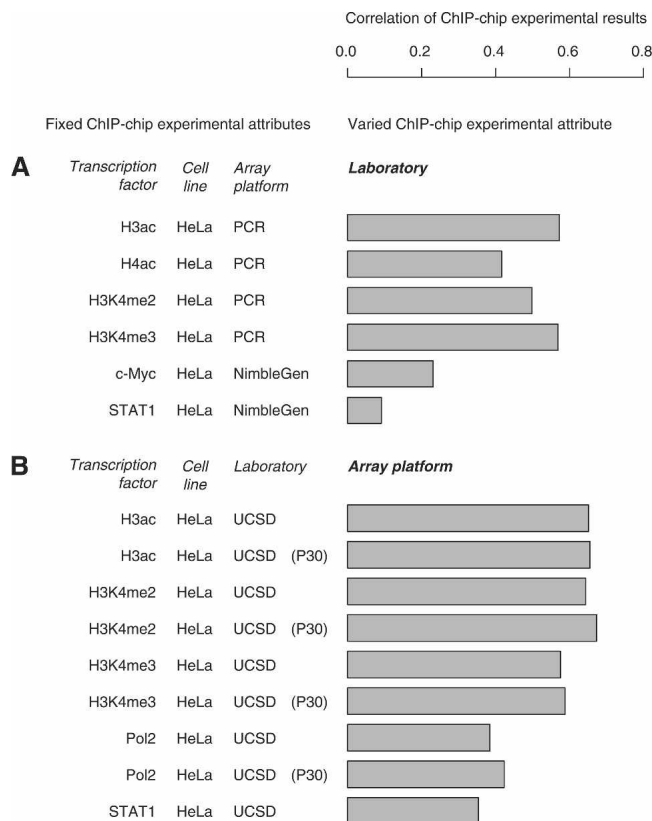 Correlation of ChIP-chip experimental results
0.0 0.2 0.4 0.6 0.8
Fixed ChIP-chip experimental attributes Varied ChIP-chip experimental attribute
A Transcription factor Cell line Array platform Laboratory
H3ac HeLa PCR
H4ac HeLa PCR
H3K4me2 HeLa PCR
H3K4me3 HeLa PCR
c-Myc HeLa NimbleGen
STAT1 HeLa NimbleGen
B Transcription factor Cell line Laboratory Array platform
H3ac HeLa UCSD
H3ac HeLa UCSD (P30)
H3K4me2 HeLa UCSD
H3K4me2 HeLa UCSD (P30)
H3K4me3 HeLa UCSD
H3K4me3 HeLa UCSD (P30)
Pol2 HeLa UCSD
Pol2 HeLa UCSD (P30)
STAT1 HeLa UCSD